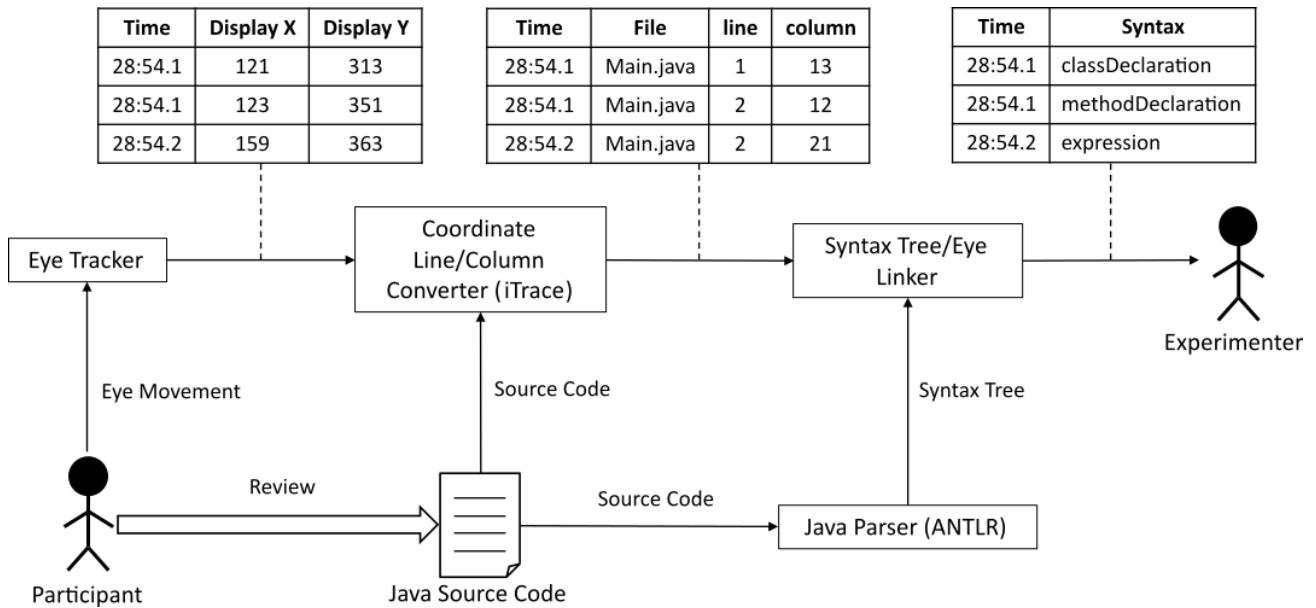 Time Display X Display Y
28:54.1 121 313
28:54.1 123 351
28:54.2 159 363
Time File line column
28:54.1 Main.java 1 13
28:54.1 Main.java 2 12
28:54.2 Main.java 2 21
Time Syntax
28:54.1 classDeclaration
28:54.1 methodDeclaration
28:54.2 expression
Eye Tracker
Coordinate
Line/Column
Converter (iTrace)
Syntax Tree/Eye
Linker
Experimenter
Eye Movement
Source Code
Syntax Tree
Review
Source Code
Java Parser (ANTLR)
Participant
Java Source Code